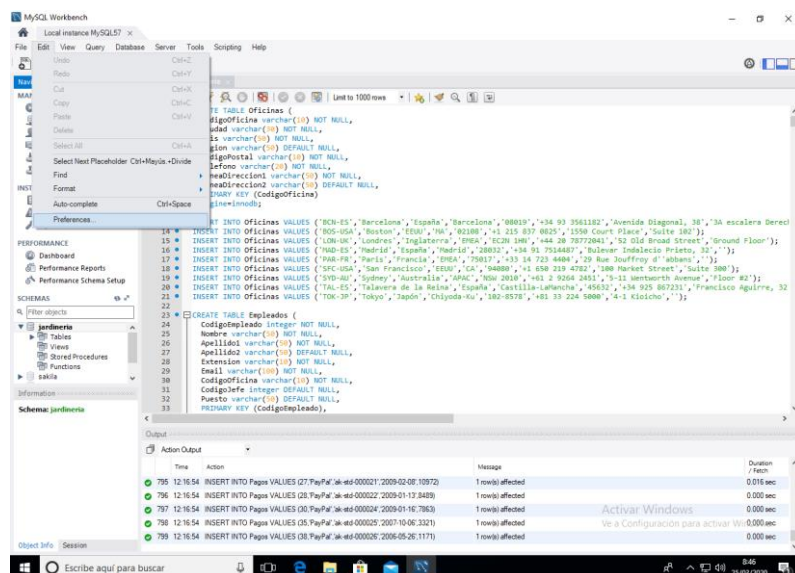 MySQL Workbench
Local instance MySQL57
File Edit View Query Database Server Tools Scripting Help
Undo Ctrl+Z
Redo Ctrl+Y
Cut Ctrl+X
Copy Ctrl+C
Paste Ctrl+V
Delete
Select All Ctrl+A
Select Next Placeholder Ctrl+Mayús.+Divide
Find
Format
Auto-complete Ctrl+Space
Preferences...
Limit to 1000 rows
TE TABLE Oficinas (
digoOficina varchar(10) NOT NULL,
udad varchar(30) NOT NULL,
is varchar(50) NOT NULL,
gion varchar(50) DEFAULT NULL,
digoPostal varchar(10) NOT NULL,
lefono varchar(20) NOT NULL,
neaDireccion1 varchar(50) NOT NULL,
neaDireccion2 varchar(50) DEFAULT NULL,
IMARY KEY (CodigoOficina)
gine=innodb;
RT INTO Oficinas VALUES ('BCN-ES','Barcelona','España','Barcelona','08019','+34 93 3561182','Avenida Diagonal, 38','3A escalera Derech
14 INSERT INTO Oficinas VALUES ('BOS-USA','Boston','EEUU','MA','02108','+1 215 837 0825','1550 Court Place','Suite 102');
15 INSERT INTO Oficinas VALUES ('LON-UK','Londres','Inglaterra','EMEA','EC2N 1HN','+44 20 78772041','52 Old Broad Street','Ground Floor');
16 INSERT INTO Oficinas VALUES ('MAD-ES','Madrid','España','Madrid','28032','+34 91 7514487','Bulevar Indalecio Prieto, 32','');
17 INSERT INTO Oficinas VALUES ('PAR-FR','Paris','Francia','EMEA','75017','+33 14 723 4404','29 Rue Jouffroy d''abbans','');
18 INSERT INTO Oficinas VALUES ('SFC-USA','San Francisco','EEUU','CA','94080','+1 650 219 4782','100 Market Street','Suite 300');
19 INSERT INTO Oficinas VALUES ('SYD-AU','Sydney','Australia','APAC','NSW 2010','+61 2 9264 2451','5-11 Wentworth Avenue','Floor #2');
20 INSERT INTO Oficinas VALUES ('TAL-ES','Talavera de la Reina','España','Castilla-LaMancha','45632','+34 925 867231','Francisco Aguirre, 32
21 INSERT INTO Oficinas VALUES ('TOK-JP','Tokyo','Japón','Chiyoda-Ku','102-8578','+81 33 224 5000','4-1 Kioicho','');
22
23 CREATE TABLE Empleados (
24 CodigoEmpleado integer NOT NULL,
25 Nombre varchar(50) NOT NULL,
26 Apellido1 varchar(50) NOT NULL,
27 Apellido2 varchar(50) DEFAULT NULL,
28 Extension varchar(10) NOT NULL,
29 Email varchar(100) NOT NULL,
30 CodigoOficina varchar(10) NOT NULL,
31 CodigoJefe integer DEFAULT NULL,
32 Puesto varchar(50) DEFAULT NULL,
33 PRIMARY KEY (CodigoEmpleado),
PERFORMANCE
Dashboard
Performance Reports
Performance Schema Setup
SCHEMAS
Filter objects
jardineria
Tables
Views
Stored Procedures
Functions
sakila
Information
Schema: jardineria
Object Info Session
Output
Action Output
Time Action Message Duration / Fetch
795 12:16:54 INSERT INTO Pagos VALUES (27,'PayPal','ak-std-000021','2009-02-08',10972) 1 row(s) affected 0.016 sec
796 12:16:54 INSERT INTO Pagos VALUES (28,'PayPal','ak-std-000022','2009-01-13',8489) 1 row(s) affected 0.000 sec
797 12:16:54 INSERT INTO Pagos VALUES (30,'PayPal','ak-std-000024','2009-01-16',7863) 1 row(s) affected 0.000 sec
798 12:16:54 INSERT INTO Pagos VALUES (35,'PayPal','ak-std-000025','2007-10-06',3321) 1 row(s) affected 0.000 sec
799 12:16:54 INSERT INTO Pagos VALUES (38,'PayPal','ak-std-000026','2006-05-26',1171) 1 row(s) affected 0.000 sec
Activar Windows
Ve a Configuración para activar Win
Escribe aquí para buscar
8:46
25/03/2020